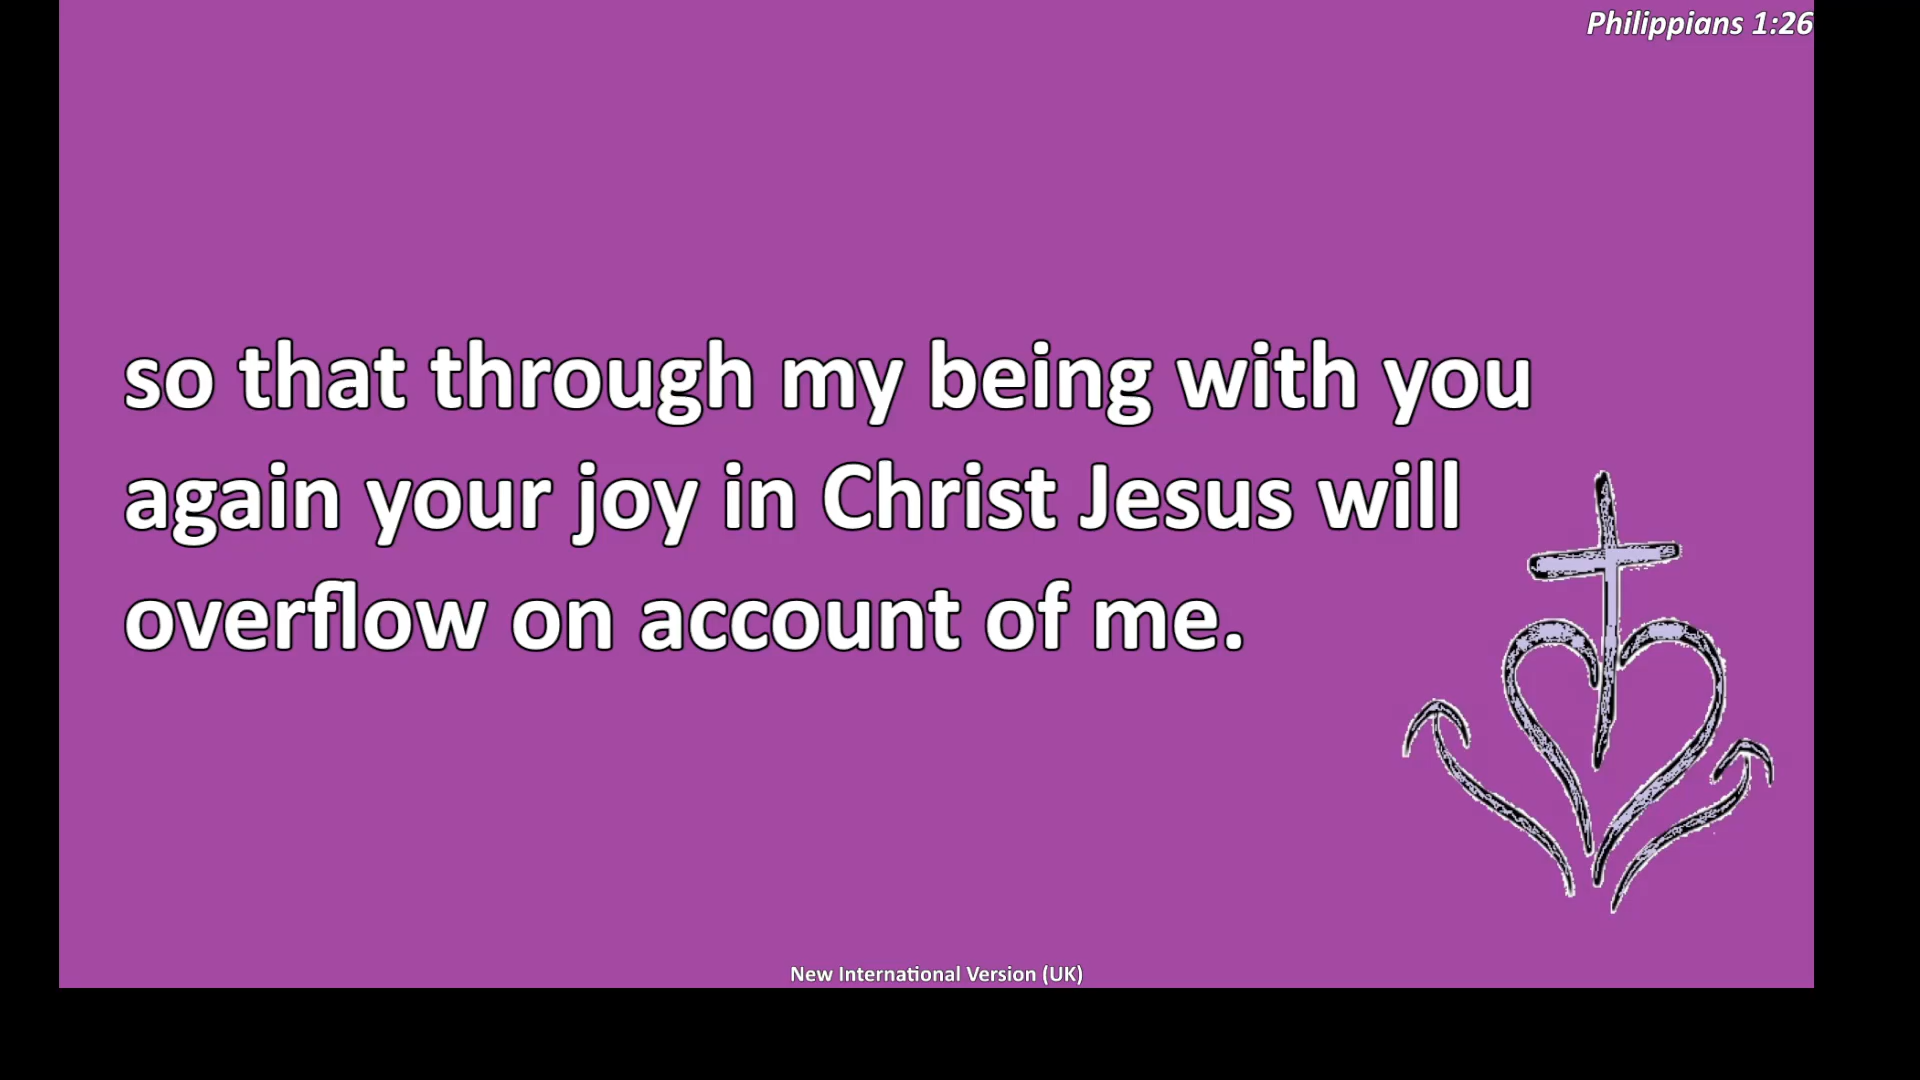 Philippians 1:26
so that through my being with you
again your joy in Christ Jesus will
overflow on account of me.
New International Version (UK)